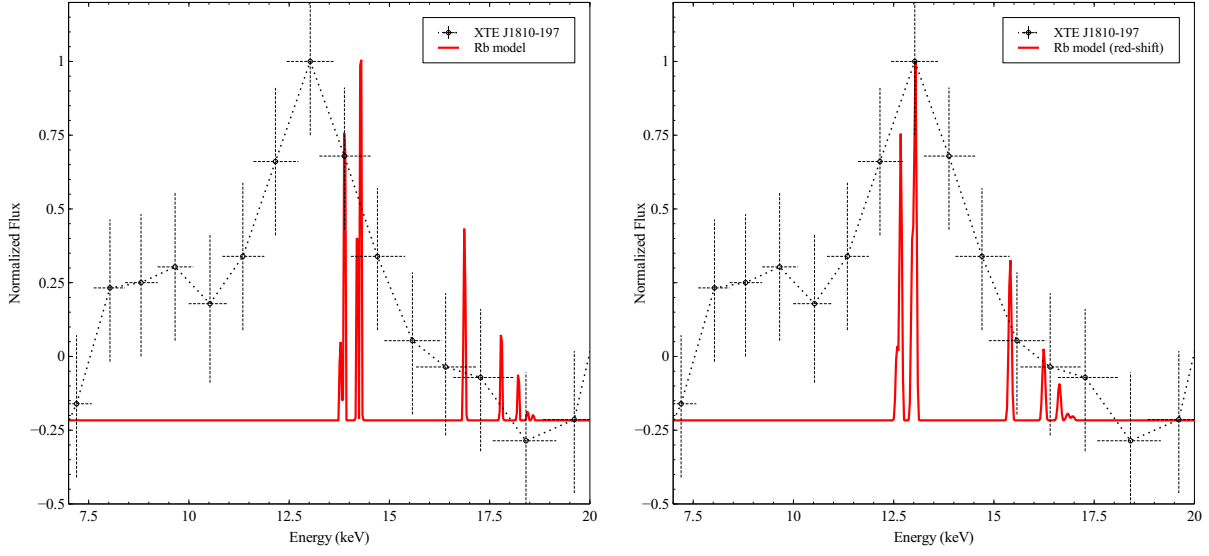 XTE J1810-197
Rb model
1
0.75
0.5
0.25
0
−0.25
−0.5
Normalized Flux
7.5 10 12.5 15 17.5 20
Energy (keV)
XTE J1810-197
Rb model (red-shift)
1
0.75
0.5
0.25
0
−0.25
−0.5
Normalized Flux
7.5 10 12.5 15 17.5 20
Energy (keV)